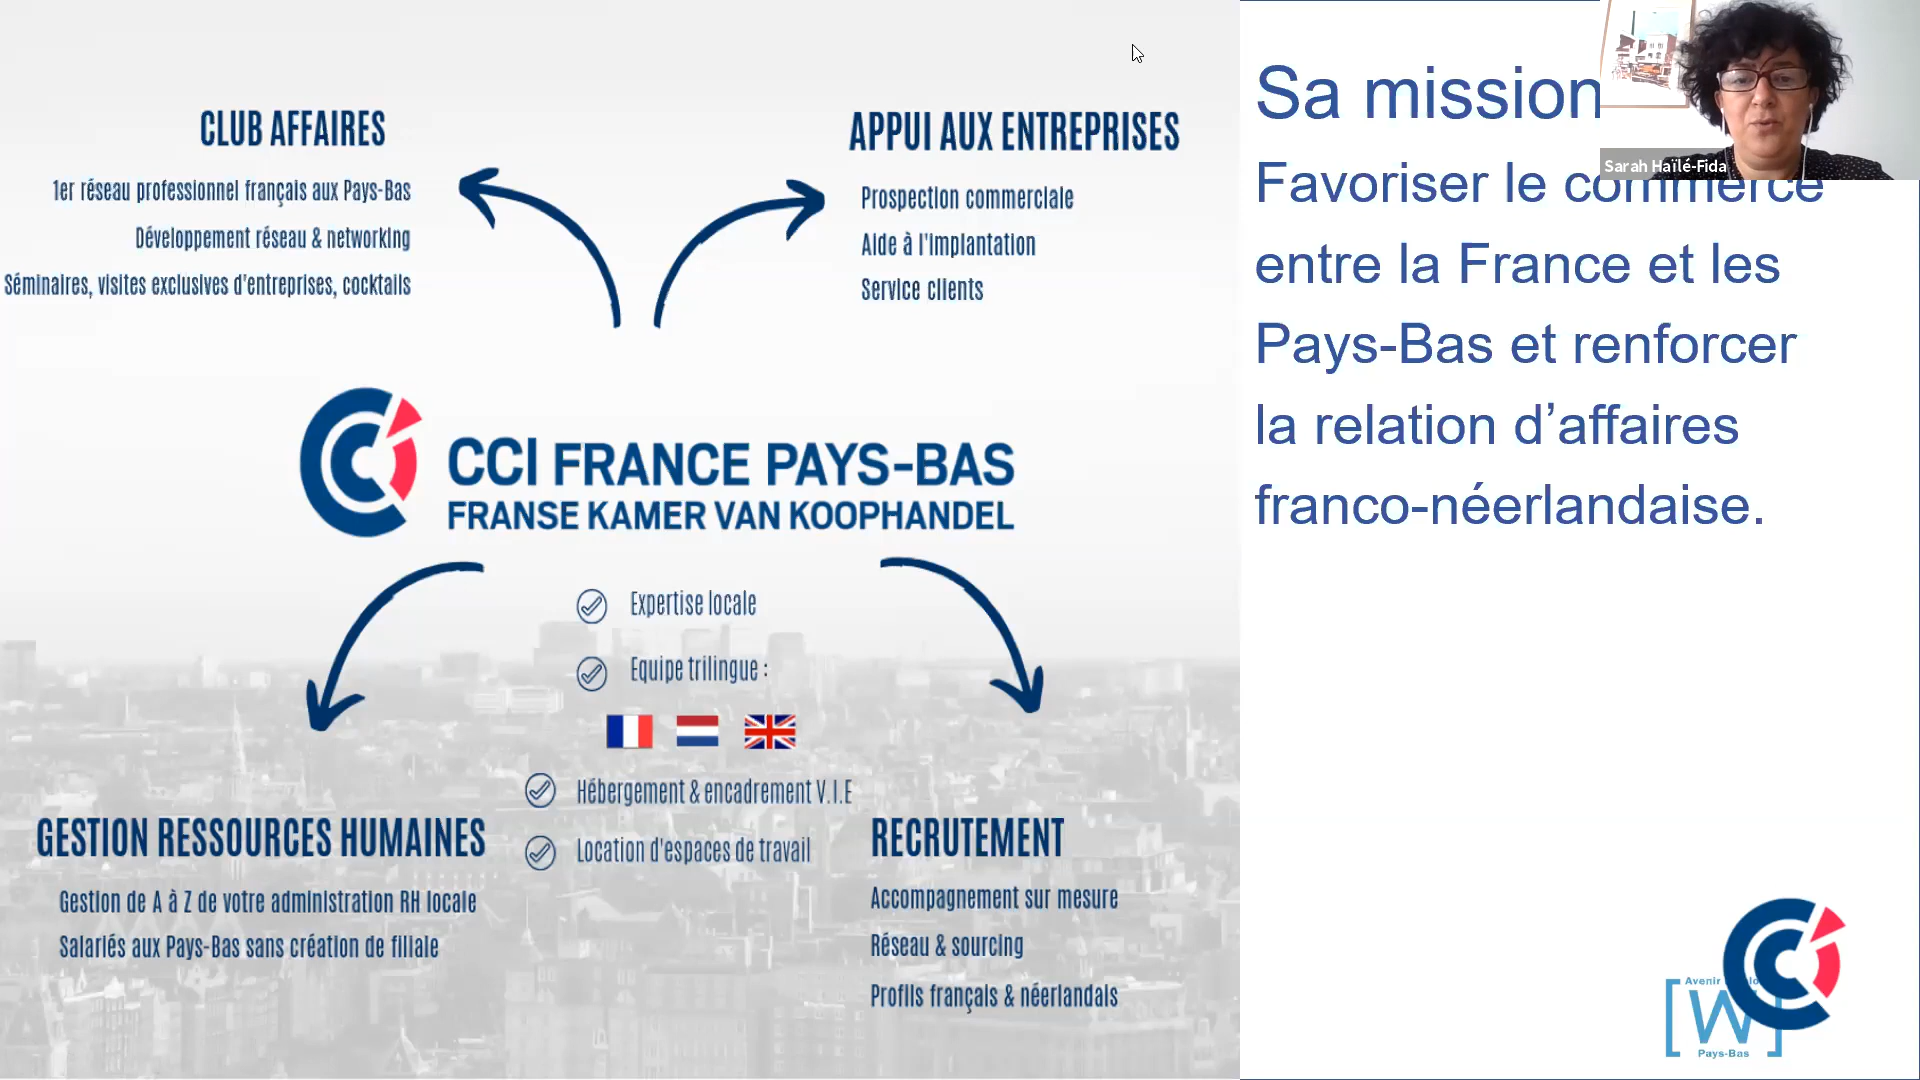 CLUB AFFAIRES
1er réseau professionnel français aux Pays-Bas
Développement réseau & networking
Séminaires, visites exclusives d'entreprises, cocktails
APPUI AUX ENTREPRISES
Prospection commerciale
Aide à l'implantation
Service clients
CCI FRANCE PAYS-BAS
FRANSE KAMER VAN KOOPHANDEL
Expertise locale
Equipe trilingue :
Hébergement & encadrement V.I.E
Location d'espaces de travail
GESTION RESSOURCES HUMAINES
Gestion de A à Z de votre administration RH locale
Salariés aux Pays-Bas sans création de filiale
RECRUTEMENT
Accompagnement sur mesure
Réseau & sourcing
Profils français & néerlandais
Sa mission
Sarah Haïlé-Fida
Favoriser le commerce
entre la France et les
Pays-Bas et renforcer
la relation d’affaires
franco-néerlandaise.
Avenir
[W]
Pays-Bas